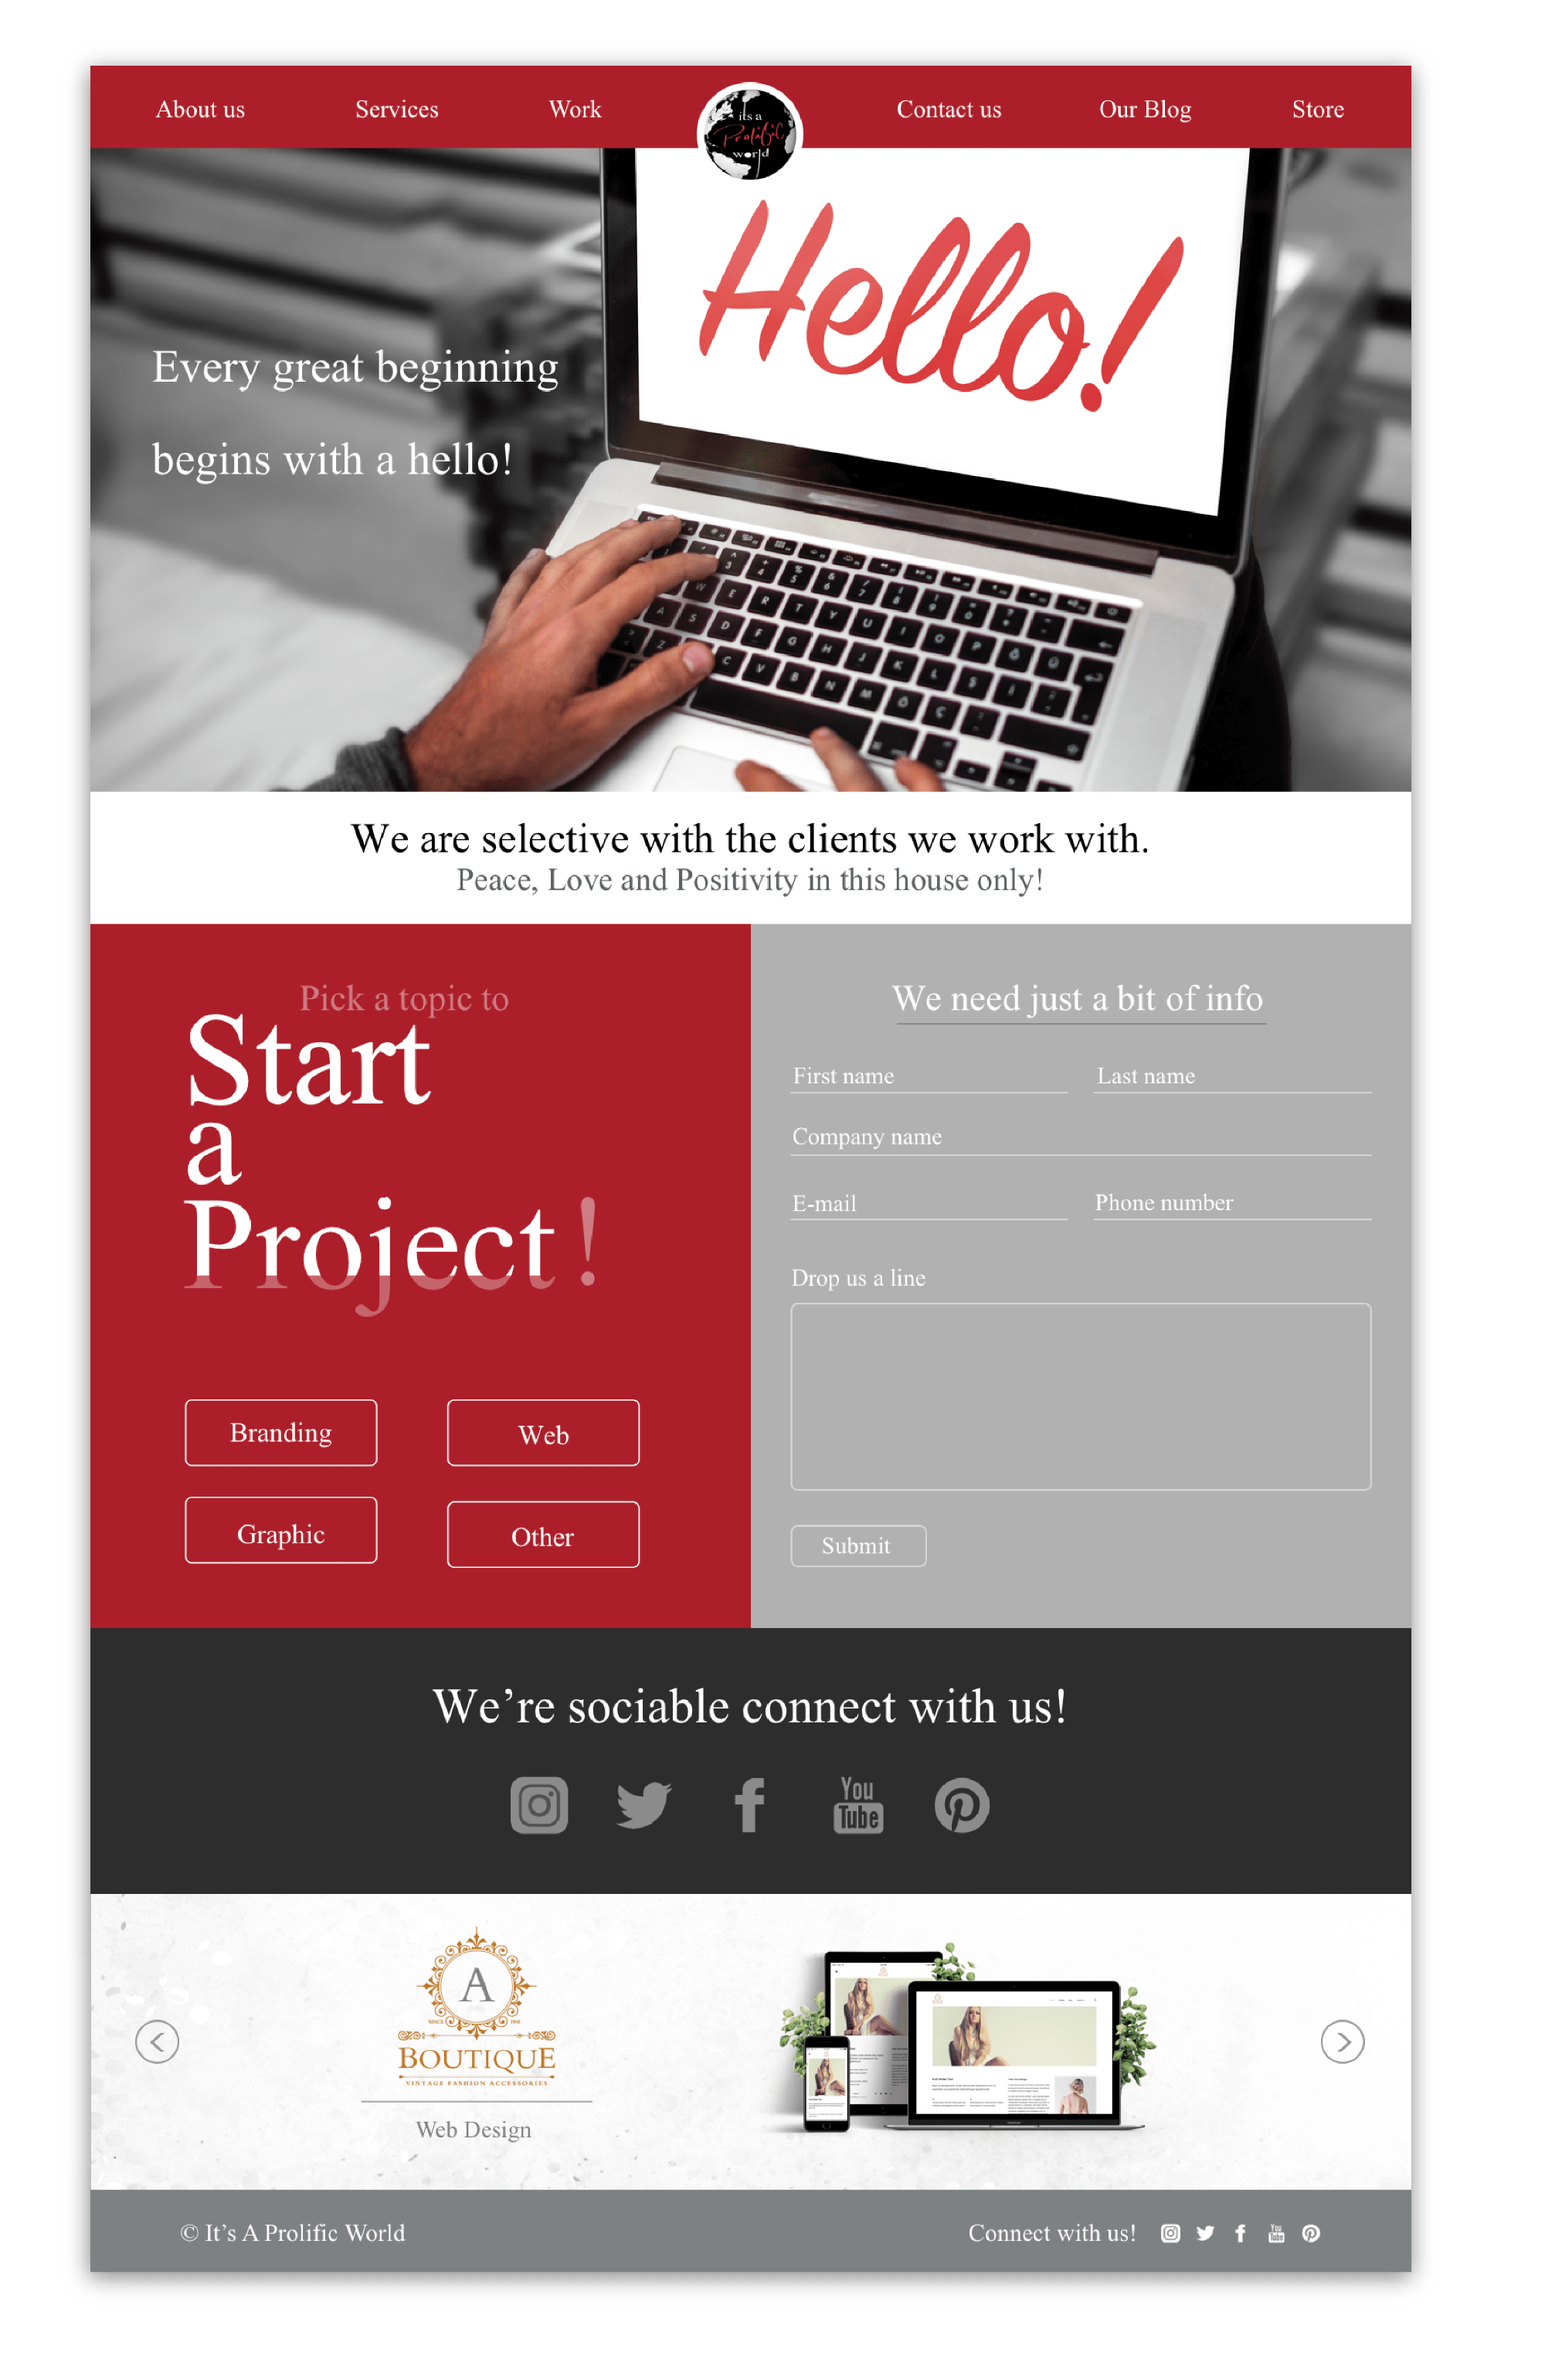 About us
Services
Work
its a
Prolific
world
Contact us
Our Blog
Store
Hello!
Every great beginning
begins with a hello!
We are selective with the clients we work with.
Peace, Love and Positivity in this house only!
Pick a topic to
Start
a
Project!
Branding
Web
Graphic
Other
We need just a bit of info
First name
Last name
Company name
E-mail
Phone number
Drop us a line
Submit
We’re sociable connect with us!
You
Tube
A
SINCE 1960
BOUTIQUE
VINTAGE FASHION ACCESSORIES
Web Design
© It’s A Prolific World
Connect with us!
You
Tube